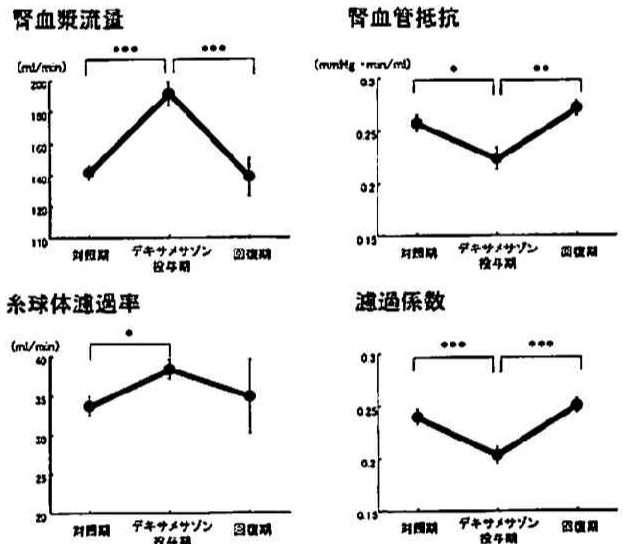 腎血漿流量
(ml/min)
*** ***
200
180
160
140
120
110
対照期 デキサメサゾン 回復期
投与期
腎血管抵抗
(mmHg・min/ml)
* **
0.3
0.25
0.2
0.15
対照期 デキサメサゾン 回復期
投与期
糸球体濾過率
(ml/min)
*
40
35
30
25
20
対照期 デキサメサゾン 回復期
投与期
濾過係数
*** ***
0.3
0.25
0.2
0.15
対照期 デキサメサゾン 回復期
投与期